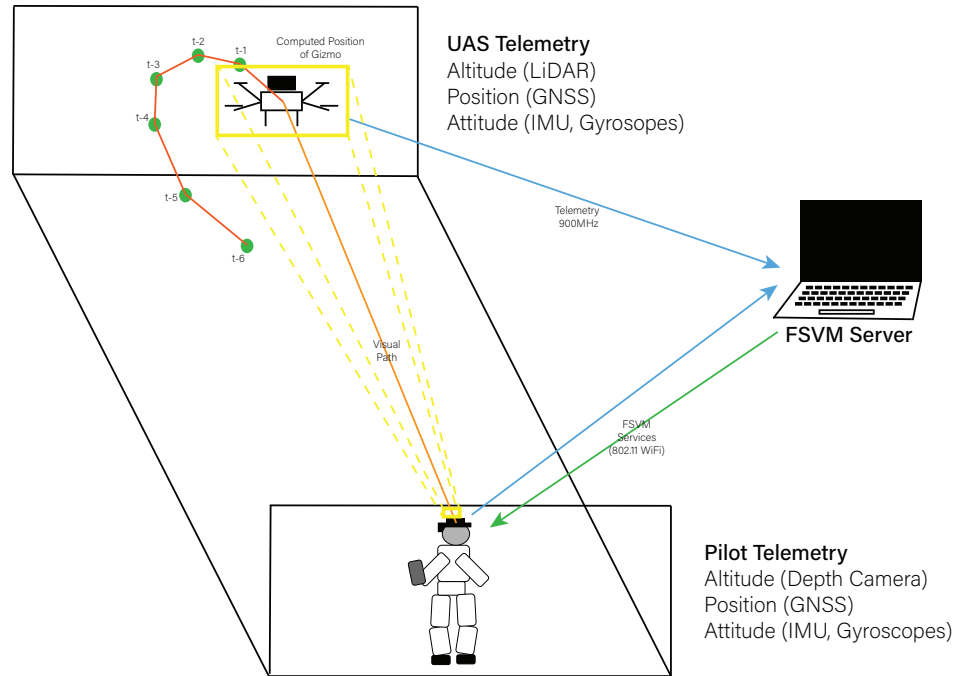 t-2
t-1
t-3
t-4
t-5
t-6
Computed Position
of Gizmo
UAS Telemetry
Altitude (LiDAR)
Position (GNSS)
Attitude (IMU, Gyrosopes)
Telemetry
900MHz
FSVM Server
Visual
Path
FSVM
Services
(802.11 WiFi)
Pilot Telemetry
Altitude (Depth Camera)
Position (GNSS)
Attitude (IMU, Gyroscopes)